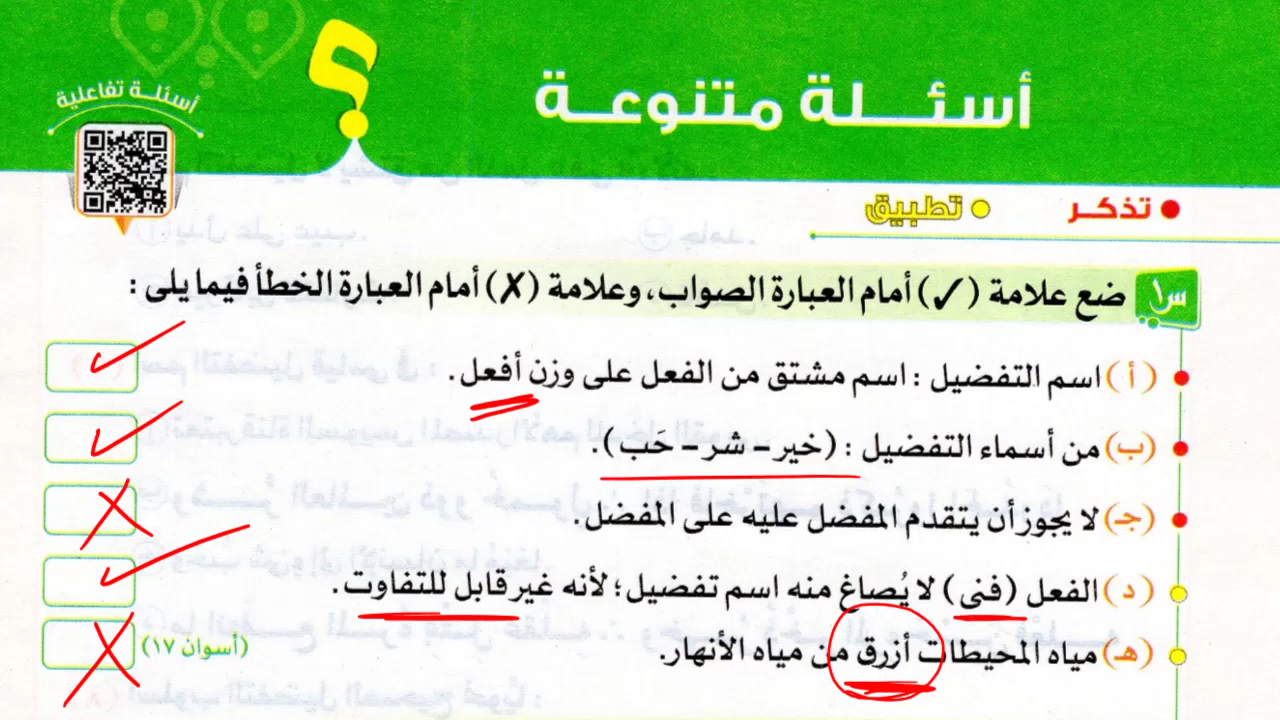 أسئلة متنوعة
؟
أسئلة تفاعلية
تذكر
تطبيق
س١ ضع علامة (✓) أمام العبارة الصواب، وعلامة (✗) أمام العبارة الخطأ فيما يلى :
(أ) اسم التفضيل : اسم مشتق من الفعل على وزن أفعل.
(ب) من أسماء التفضيل : (خير - شر - حَب).
(جـ) لا يجوز أن يتقدم المفضل عليه على المفضل.
(د) الفعل (فنى) لا يُصاغ منه اسم تفضيل؛ لأنه غير قابل للتفاوت.
(هـ) مياه المحيطات أزرق من مياه الأنهار. (أسوان ١٧)